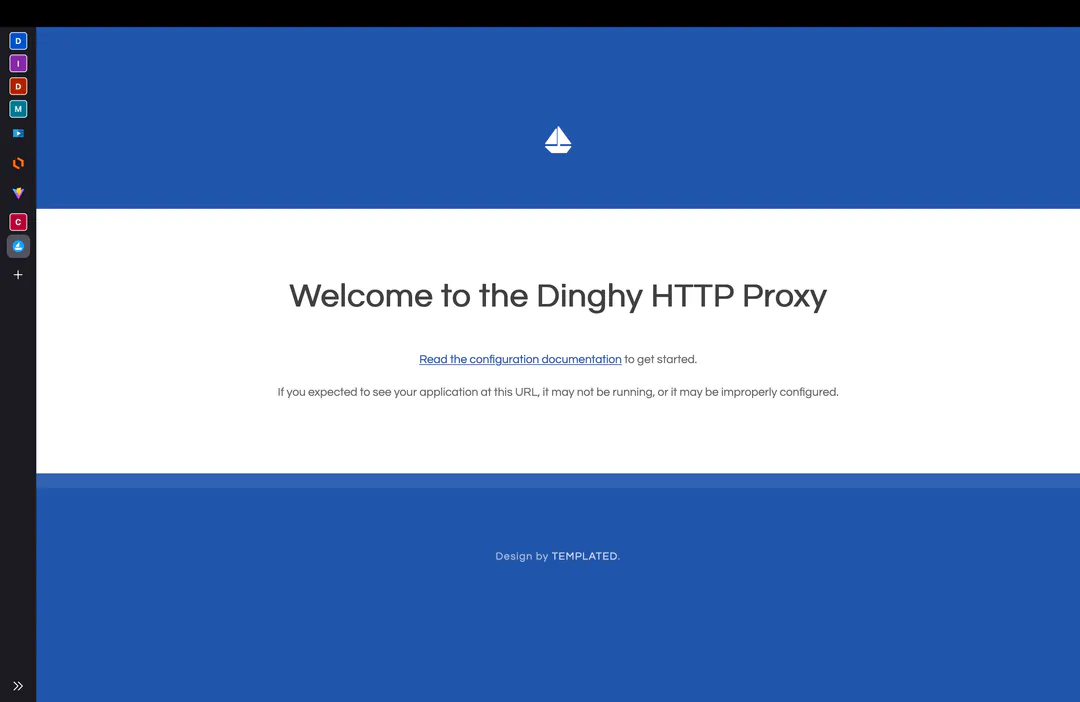 D
I
D
M
C
Welcome to the Dinghy HTTP Proxy
Read the configuration documentation to get started.
If you expected to see your application at this URL, it may not be running, or it may be improperly configured.
Design by TEMPLATED.